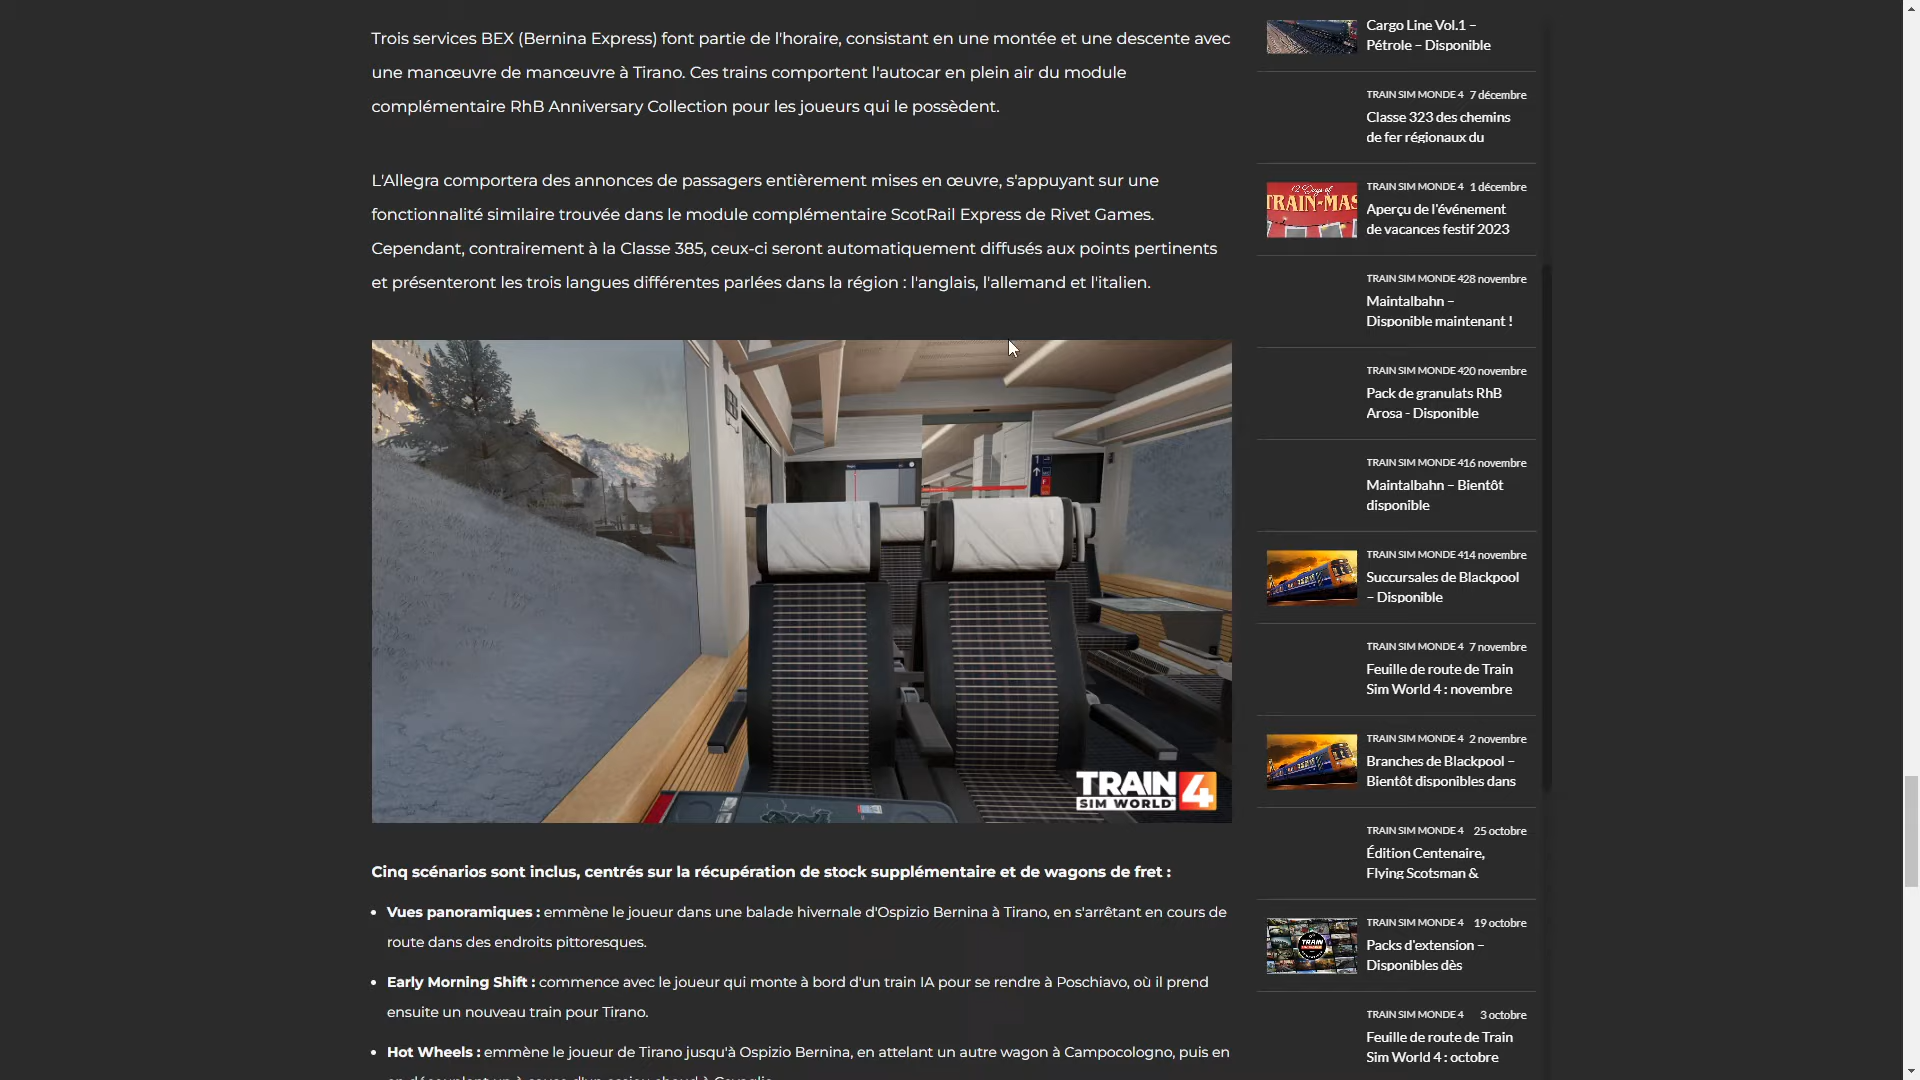 Trois services BEX (Bernina Express) font partie de l'horaire, consistant en une montée et une descente avec
une manœuvre de manœuvre à Tirano. Ces trains comportent l'autocar en plein air du module
complémentaire RhB Anniversary Collection pour les joueurs qui le possèdent.
L'Allegra comportera des annonces de passagers entièrement mises en œuvre, s'appuyant sur une
fonctionnalité similaire trouvée dans le module complémentaire ScotRail Express de Rivet Games.
Cependant, contrairement à la Classe 385, ceux-ci seront automatiquement diffusés aux points pertinents
et présenteront les trois langues différentes parlées dans la région : l'anglais, l'allemand et l'italien.
TRAIN
SIM WORLD 4
Cinq scénarios sont inclus, centrés sur la récupération de stock supplémentaire et de wagons de fret :
• Vues panoramiques : emmène le joueur dans une balade hivernale d'Ospizio Bernina à Tirano, en s'arrêtant en cours de
route dans des endroits pittoresques.
• Early Morning Shift : commence avec le joueur qui monte à bord d'un train IA pour se rendre à Poschiavo, où il prend
ensuite un nouveau train pour Tirano.
• Hot Wheels : emmène le joueur de Tirano jusqu'à Ospizio Bernina, en attelant un autre wagon à Campocologno, puis en
Cargo Line Vol.1 –
Pétrole – Disponible
TRAIN SIM MONDE 4 7 décembre
Classe 323 des chemins
de fer régionaux du
12 Days of
TRAIN-MAS
TRAIN SIM MONDE 4 1 décembre
Aperçu de l'événement
de vacances festif 2023
TRAIN SIM MONDE 428 novembre
Maintalbahn –
Disponible maintenant !
TRAIN SIM MONDE 420 novembre
Pack de granulats RhB
Arosa - Disponible
TRAIN SIM MONDE 416 novembre
Maintalbahn – Bientôt
disponible
TRAIN SIM MONDE 414 novembre
Succursales de Blackpool
– Disponible
TRAIN SIM MONDE 4 7 novembre
Feuille de route de Train
Sim World 4 : novembre
TRAIN SIM MONDE 4 2 novembre
Branches de Blackpool –
Bientôt disponibles dans
TRAIN SIM MONDE 4 25 octobre
Édition Centenaire,
Flying Scotsman &
TRAIN
TRAIN SIM MONDE 4 19 octobre
Packs d'extension –
Disponibles dès
TRAIN SIM MONDE 4 3 octobre
Feuille de route de Train
Sim World 4 : octobre